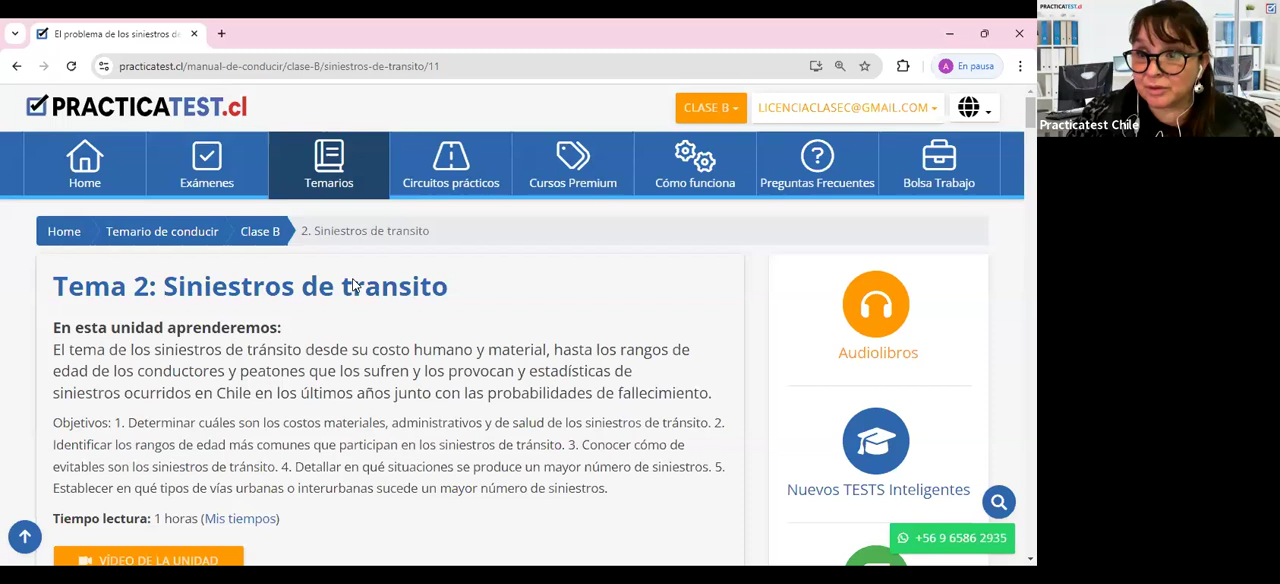 El problema de los siniestros de
practicatest.cl/manual-de-conducir/clase-B/siniestros-de-transito/11
A
En pausa
PRACTICATEST.cl
Practicatest Chile
PRACTICATEST.cl
CLASE B
LICENCIACLASEC@GMAIL.COM
Home
Exámenes
Temarios
Circuitos prácticos
Cursos Premium
Cómo funciona
Preguntas Frecuentes
Bolsa Trabajo
Home
Temario de conducir
Clase B
2. Siniestros de transito
Tema 2: Siniestros de transito
En esta unidad aprenderemos:
El tema de los siniestros de tránsito desde su costo humano y material, hasta los rangos de
edad de los conductores y peatones que los sufren y los provocan y estadísticas de
siniestros ocurridos en Chile en los últimos años junto con las probabilidades de fallecimiento.
Objetivos: 1. Determinar cuáles son los costos materiales, administrativos y de salud de los siniestros de tránsito. 2.
Identificar los rangos de edad más comunes que participan en los siniestros de tránsito. 3. Conocer cómo de
evitables son los siniestros de tránsito. 4. Detallar en qué situaciones se produce un mayor número de siniestros. 5.
Establecer en qué tipos de vías urbanas o interurbanas sucede un mayor número de siniestros.
Tiempo lectura: 1 horas (Mis tiempos)
VÍDEO DE LA UNIDAD
Audiolibros
Nuevos TESTS Inteligentes
+56 9 6586 2935